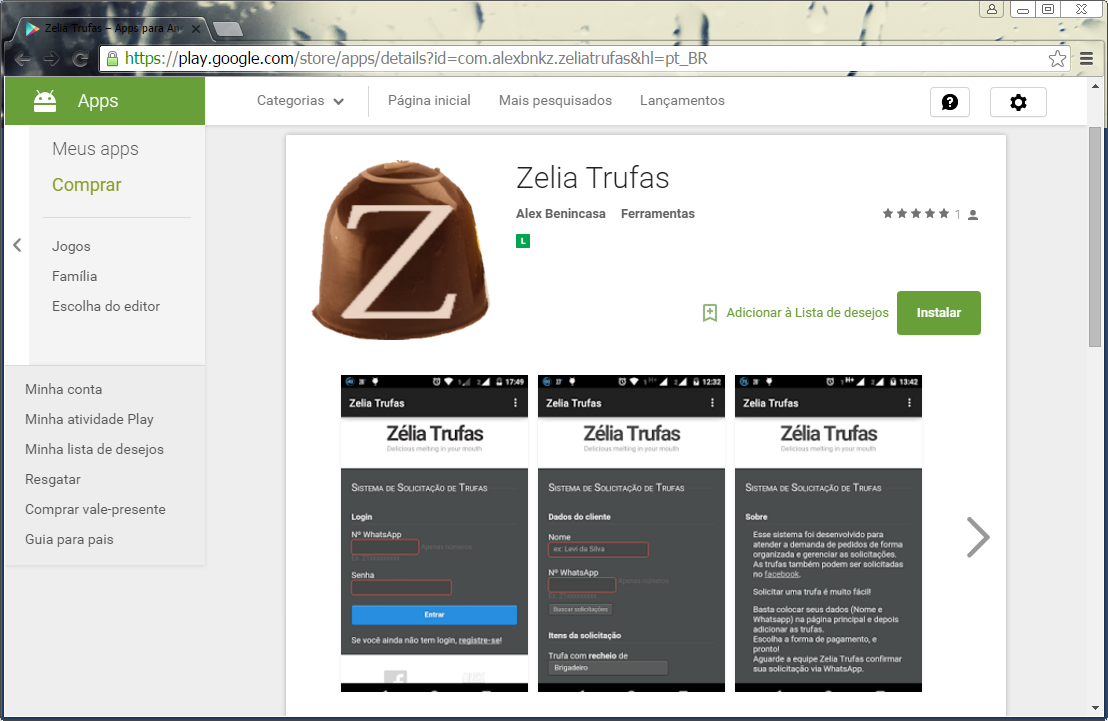 Zelia Trufas – Apps para An
https://play.google.com/store/apps/details?id=com.alexbnkz.zeliatrufas&hl=pt_BR
Apps
Categorias
Página inicial
Mais pesquisados
Lançamentos
Meus apps
Comprar
Jogos
Família
Escolha do editor
Minha conta
Minha atividade Play
Minha lista de desejos
Resgatar
Comprar vale-presente
Guia para pais
Z
Zelia Trufas
Alex Benincasa Ferramentas
1
L
Adicionar à Lista de desejos
Instalar
17:49
Zelia Trufas
Zélia Trufas
Delicious melting in your mouth
Sistema de Solicitação de Trufas
Login
Nº WhatsApp
Apenas números
Senha
Entrar
Se você ainda não tem login, registre-se!
12:32
Zelia Trufas
Zélia Trufas
Delicious melting in your mouth
Sistema de Solicitação de Trufas
Dados do cliente
Nome
ex: Levi da Silva
Nº WhatsApp
Apenas números
Buscar solicitações
Itens da solicitação
Trufa com recheio de
Brigadeiro
13:42
Zelia Trufas
Zélia Trufas
Delicious melting in your mouth
Sistema de Solicitação de Trufas
Sobre
Esse sistema foi desenvolvido para
atender a demanda de pedidos de forma
organizada e gerenciar as solicitações.
As trufas também podem ser solicitadas
no facebook.
Solicitar uma trufa é muito fácil!
Basta colocar seus dados (Nome e
Whatsapp) na página principal e depois
adicionar as trufas.
Escolha a forma de pagamento, e
pronto!
Aguarde a equipe Zelia Trufas confirmar
sua solicitação via WhatsApp.